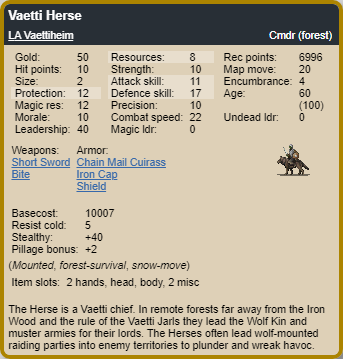 Vaetti Herse
LA Vaettiheim Cmdr (forest)
Gold: 50 Resources: 8 Rec points: 6996
Hit points: 10 Strength: 10 Map move: 20
Size: 2 Attack skill: 11 Encumbrance: 4
Protection: 12 Defence skill: 17 Age: 60
Magic res: 12 Precision: 10 (100)
Morale: 10 Combat speed: 22 Undead ldr: 0
Leadership: 40 Magic ldr: 0
Weapons: Armor:
Short Sword Chain Mail Cuirass
Bite Iron Cap
Shield
Basecost: 10007
Resist cold: 5
Stealthy: +40
Pillage bonus: +2
(Mounted, forest-survival, snow-move)
Item slots: 2 hands, head, body, 2 misc
The Herse is a Vaetti chief. In remote forests far away from the Iron
Wood and the rule of the Vaetti Jarls they lead the Wolf Kin and
muster armies for their lords. The Herses often lead wolf-mounted
raiding parties into enemy territories to plunder and wreak havoc.